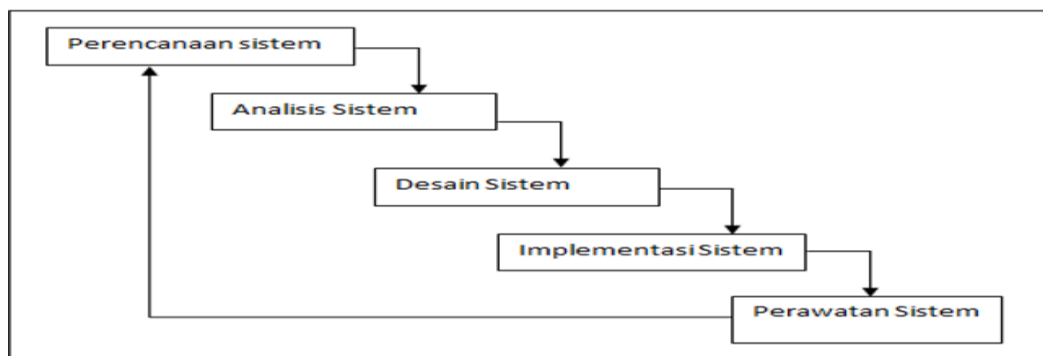 Perencanaan sistem
Analisis Sistem
Desain Sistem
Implementasi Sistem
Perawatan Sistem